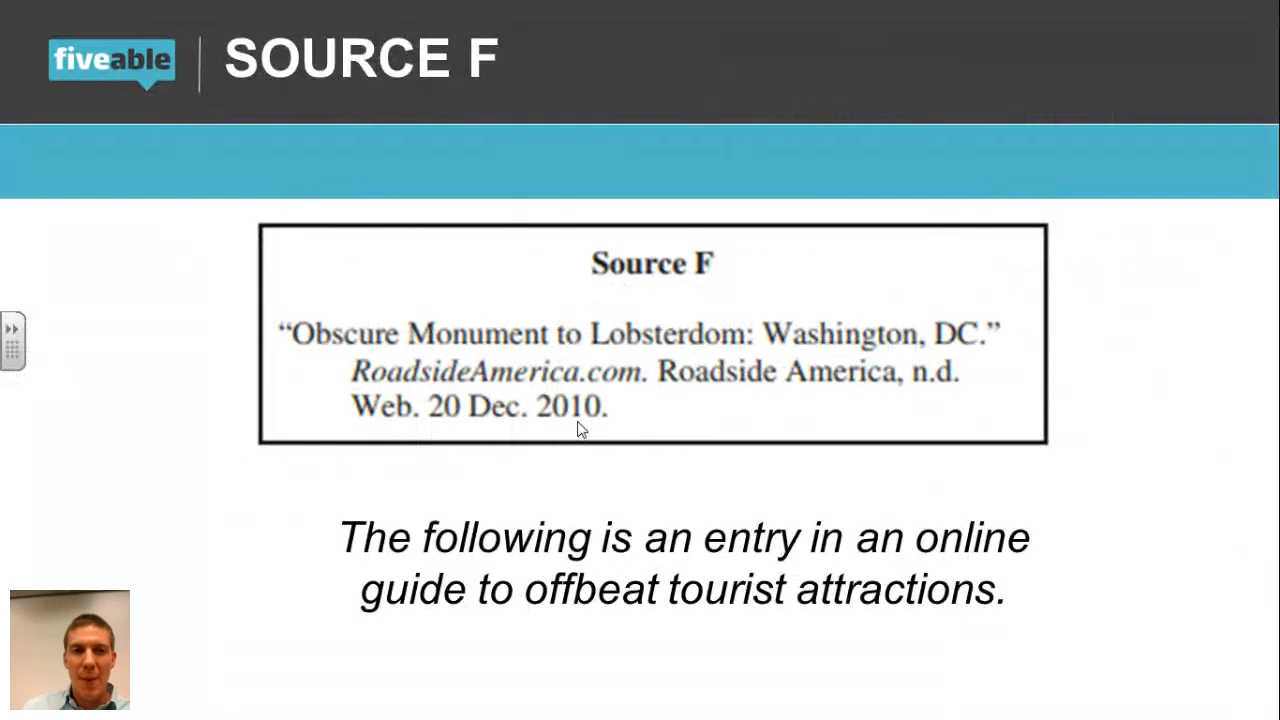 fiveable
SOURCE F
Source F
“Obscure Monument to Lobsterdom: Washington, DC.”
RoadsideAmerica.com. Roadside America, n.d.
Web. 20 Dec. 2010.
The following is an entry in an online
guide to offbeat tourist attractions.